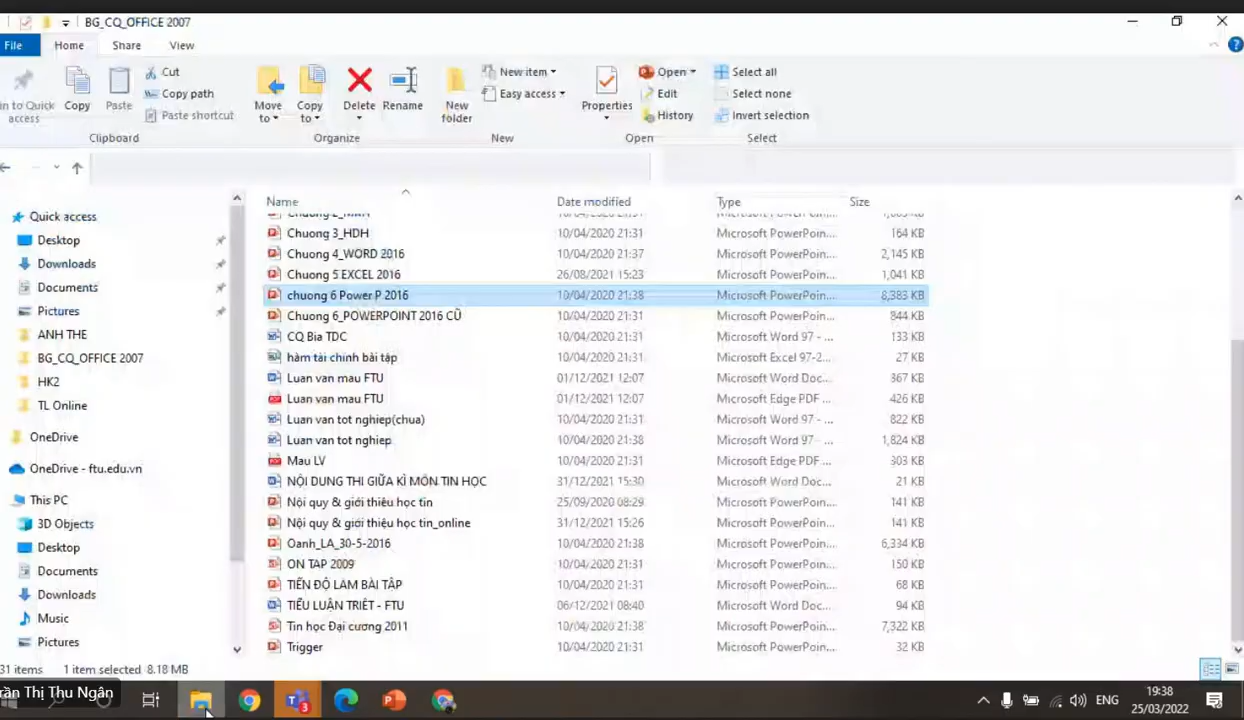 BG_CQ_OFFICE 2007
File Home Share View
Cut
Copy path
Paste shortcut
in to Quick access
Copy
Paste
Move to
Copy to
Delete
Rename
New folder
New item
Easy access
Properties
Open
Edit
History
Select all
Select none
Invert selection
Clipboard Organize New Open Select
Name Date modified Type Size
Chuong 3_HDH 10/04/2020 21:31 Microsoft PowerPoin... 164 KB
Chuong 4_WORD 2016 10/04/2020 21:37 Microsoft PowerPoin... 2,145 KB
Chuong 5 EXCEL 2016 26/08/2021 15:23 Microsoft PowerPoin... 1,041 KB
chuong 6 Power P 2016 10/04/2020 21:38 Microsoft PowerPoin... 8,383 KB
Chuong 6_POWERPOINT 2016 CŨ 10/04/2020 21:31 Microsoft PowerPoin... 844 KB
CQ Bia TDC 10/04/2020 21:31 Microsoft Word 97 - ... 133 KB
hàm tài chính bài tập 10/04/2020 21:31 Microsoft Excel 97-2... 27 KB
Luan van mau FTU 01/12/2021 12:07 Microsoft Word Doc... 367 KB
Luan van mau FTU 01/12/2021 12:07 Microsoft Edge PDF ... 426 KB
Luan van tot nghiep(chua) 10/04/2020 21:31 Microsoft Word 97 - ... 822 KB
Luan van tot nghiep 10/04/2020 21:38 Microsoft Word 97 - ... 1,824 KB
Mau LV 10/04/2020 21:31 Microsoft Edge PDF ... 303 KB
NỘI DUNG THI GIỮA KÌ MÔN TIN HỌC 31/12/2021 15:30 Microsoft Word Doc... 21 KB
Nội quy & giới thiệu học tin 25/09/2020 08:29 Microsoft PowerPoin... 141 KB
Nội quy & giới thiệu học tin_online 31/12/2021 15:26 Microsoft PowerPoin... 141 KB
Oanh_LA_30-5-2016 10/04/2020 21:38 Microsoft PowerPoin... 6,334 KB
ON TAP 2009 10/04/2020 21:31 Microsoft PowerPoin... 150 KB
TIẾN ĐỘ LÀM BÀI TẬP 10/04/2020 21:31 Microsoft PowerPoin... 68 KB
TIỂU LUẬN TRIẾT - FTU 06/12/2021 08:40 Microsoft Word Doc... 94 KB
Tin học Đại cương 2011 10/04/2020 21:38 Microsoft PowerPoin... 7,322 KB
Trigger 10/04/2020 21:31 Microsoft PowerPoin... 32 KB
Quick access
Desktop
Downloads
Documents
Pictures
ANH THE
BG_CQ_OFFICE 2007
HK2
TL Online
OneDrive
OneDrive - ftu.edu.vn
This PC
3D Objects
Desktop
Documents
Downloads
Music
Pictures
31 items 1 item selected 8.18 MB
rần Thị Thu Ngân
3
ENG
19:38
25/03/2022